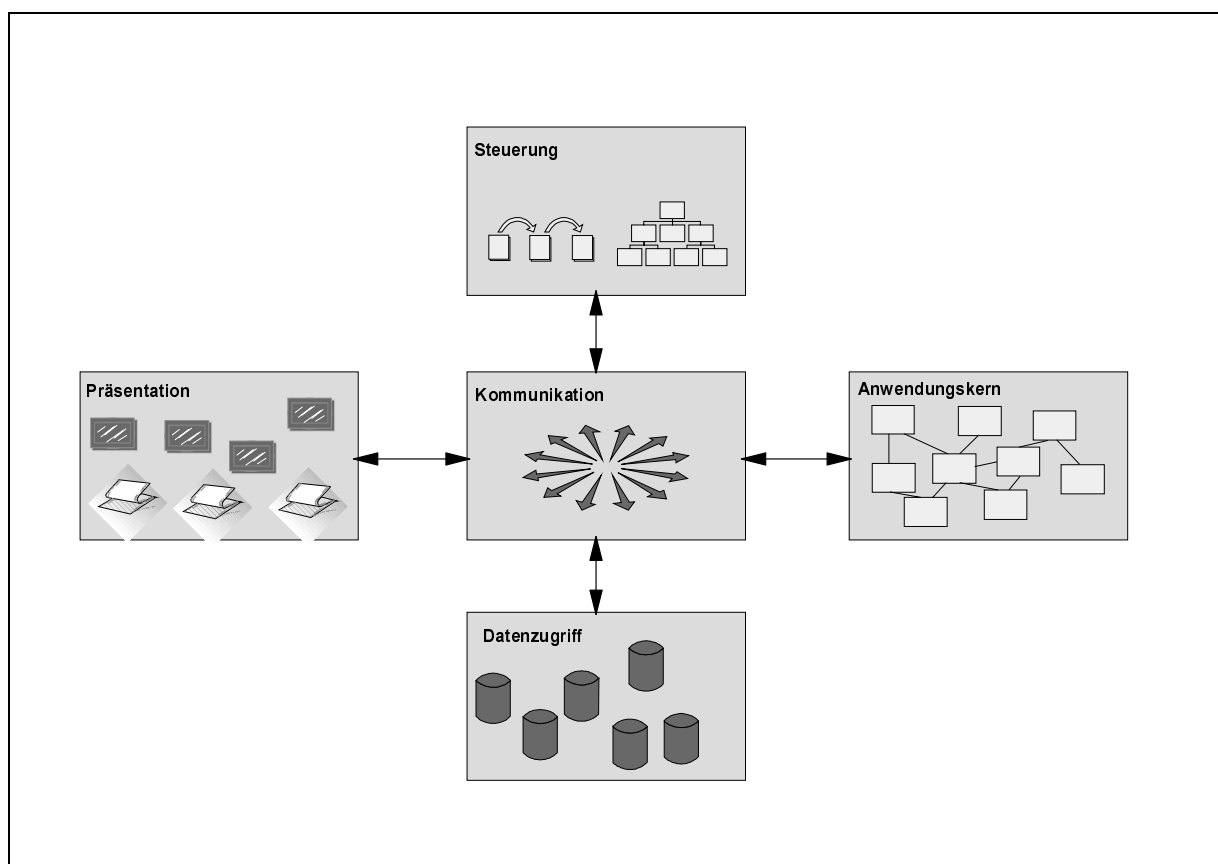 Steuerung
Präsentation
Kommunikation
Anwendungskern
Datenzugriff